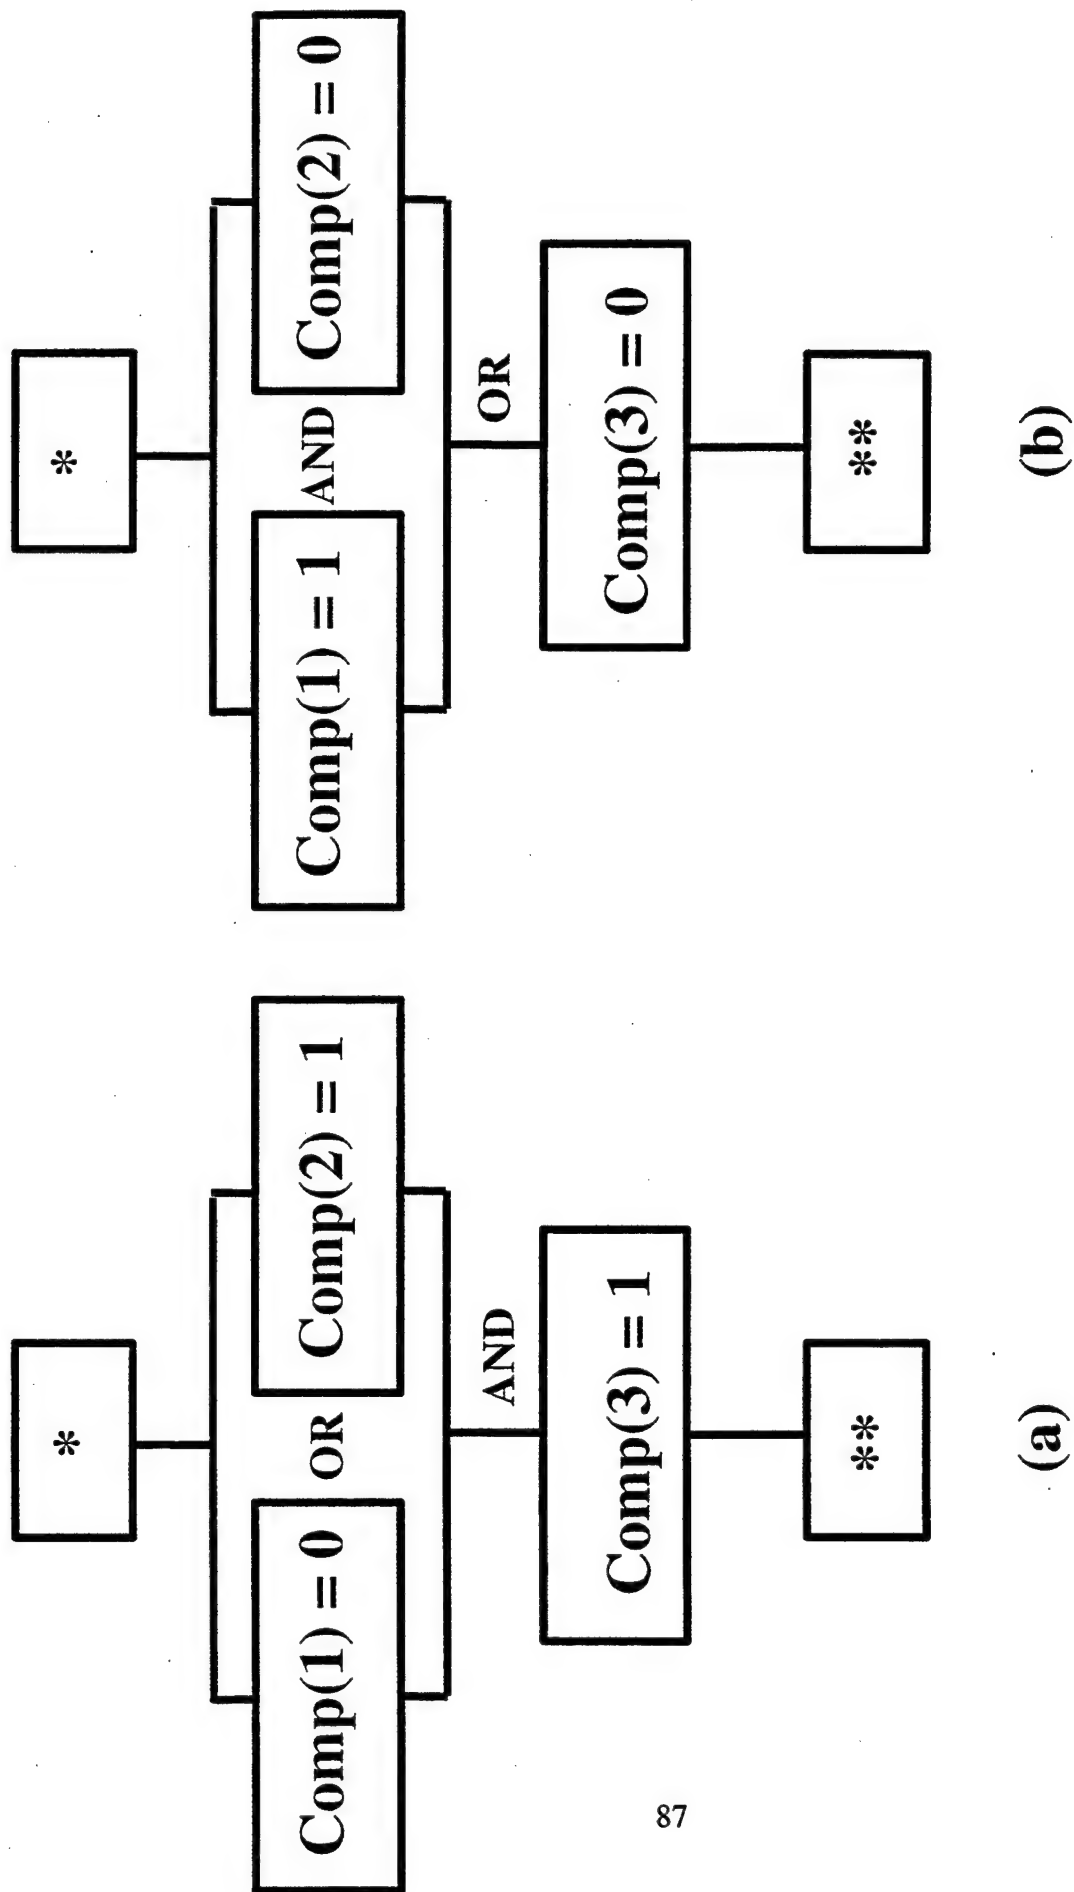 *
Comp(1) = 0 OR Comp(2) = 1
AND
Comp(3) = 1
**
(a)
*
Comp(1) = 1 AND Comp(2) = 0
OR
Comp(3) = 0
**
(b)
87